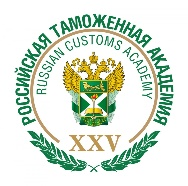 РОССИЙСКАЯ ТАМОЖЕННАЯ АКАДЕМИЯ
RUSSIAN CUSTOMS ACADEMY
XXV